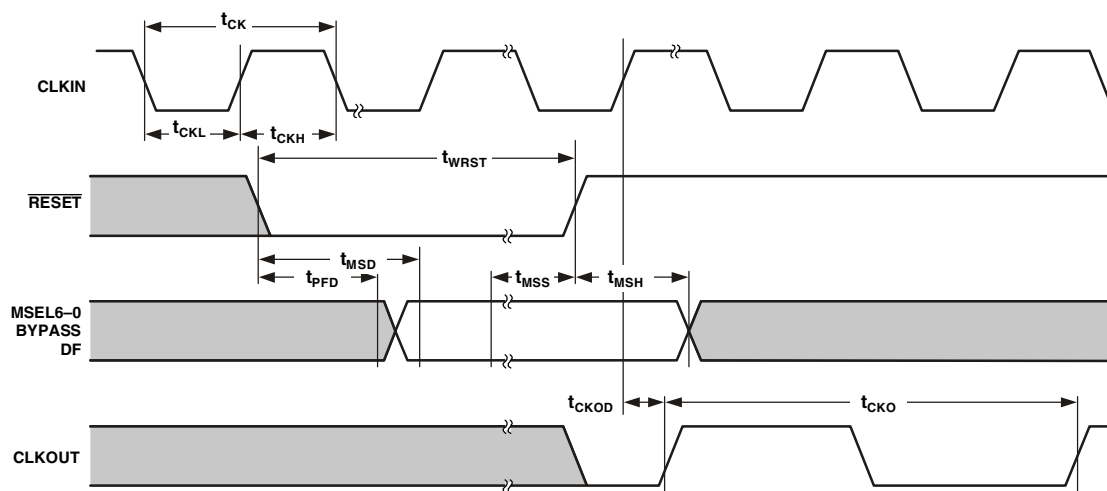 tCK
CLKIN
tCKL
tCKH
tWRST
RESET
tMSD
tPFD
tMSS
tMSH
MSEL6–0
BYPASS
DF
tCKOD
tCKO
CLKOUT